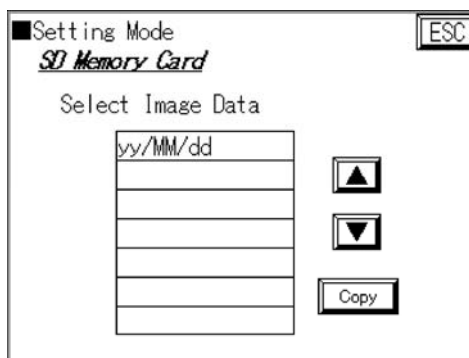 ■Setting Mode
ESC
SD Memory Card
Select Image Data
yy/MM/dd
▲
▼
Copy